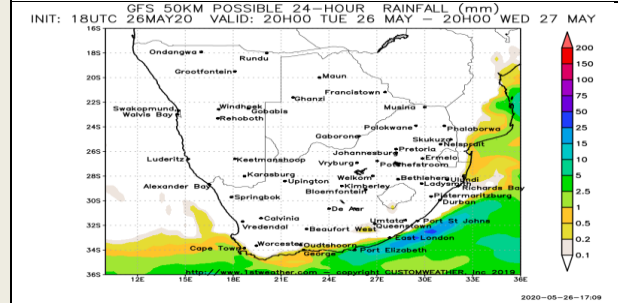 GFS 50KM POSSIBLE 24-HOUR RAINFALL (mm)
INIT: 18UTC 26MAY20 VALID: 20H00 TUE 26 MAY - 20H00 WED 27 MAY
16S
18S
20S
22S
24S
26S
28S
30S
32S
34S
36S
12E
15E
18E
21E
24E
27E
30E
33E
36E
Ondangwa
Rundu
Grootfontein
Maun
Francistown
Ghanzi
Musina
Swakopmund
Windhoek
Gobabis
Walvis Bay
Rehoboth
Polokwane
Phalaborwa
Gaborone
Skukuza
Nelspruit
Johannesburg
Pretoria
Luderitz
Keetmanshoop
Vryburg
Potchefstroom
Ermelo
Karasburg
Upington
Welkom
Bethlehem
Ulundi
Alexander Bay
Kimberley
Ladysmith
Richards Bay
Bloemfontein
Springbok
Pietermaritzburg
Durban
De Aar
Calvinia
Umtata
Port St Johns
Vredendal
Beaufort West
Queenstown
East London
Cape Town
Worcester
Oudtshoorn
George
Port Elizabeth
http://www.1stweather.com - copyright CUSTOMWEATHER, Inc 2019
200
150
100
75
50
25
15
10
5
2.5
1
0.5
0.2
0.1
2020-05-26-17:09